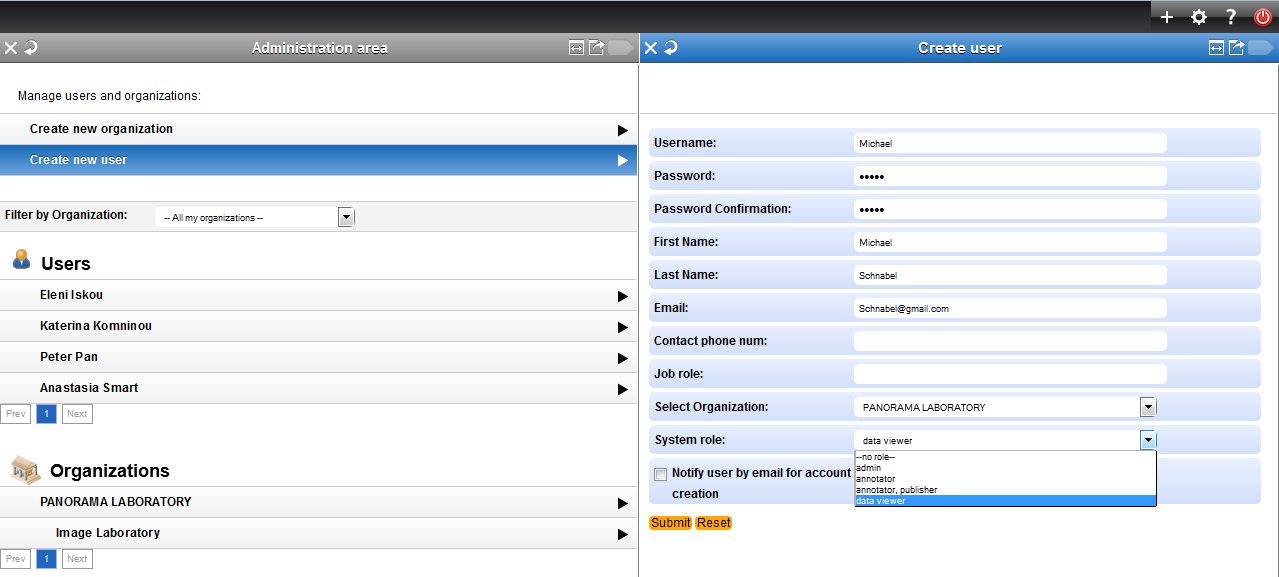 ?
Administration area
Manage users and organizations:
Create new organization
Create new user
Filter by Organization:
-- All my organizations --
Users
Eleni Iskou
Katerina Komninou
Peter Pan
Anastasia Smart
Prev 1 Next
Organizations
PANORAMA LABORATORY
Image Laboratory
Prev 1 Next
Create user
Username: Michael
Password: •••••
Password Confirmation: •••••
First Name: Michael
Last Name: Schnabel
Email: Schnabel@gmail.com
Contact phone num:
Job role:
Select Organization: PANORAMA LABORATORY
System role: data viewer
--no role--
admin
annotator
annotator, publisher
data viewer
Notify user by email for account
creation
Submit Reset